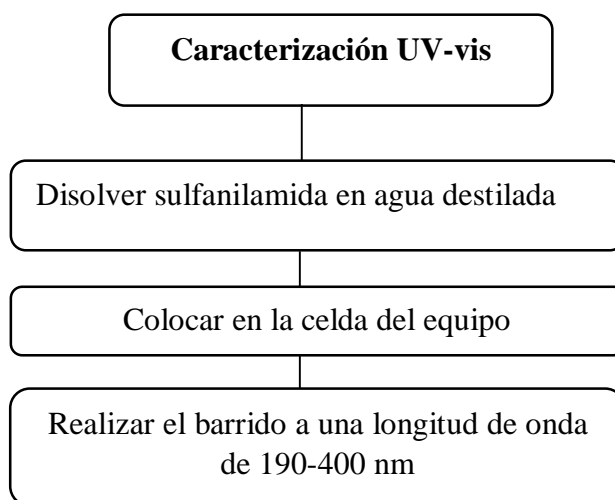 Caracterización UV-vis
Disolver sulfanilamida en agua destilada
Colocar en la celda del equipo
Realizar el barrido a una longitud de onda
de 190-400 nm